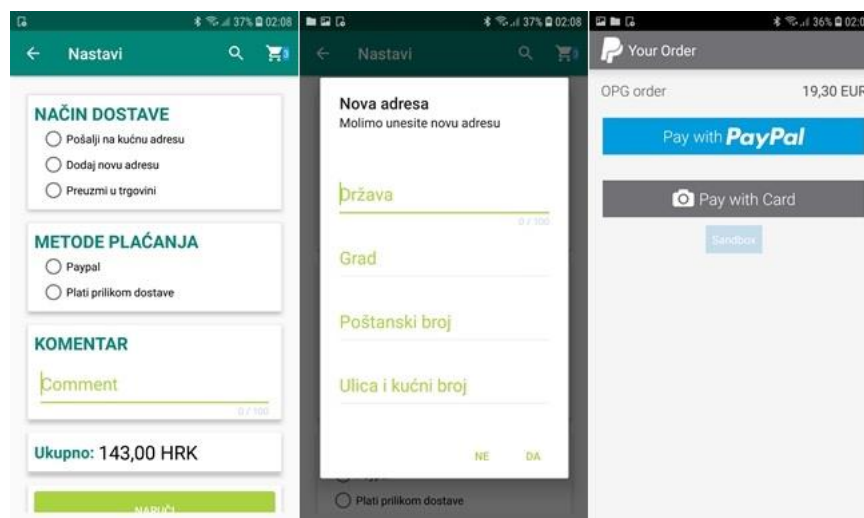 37% 02:08
Nastavi
NAČIN DOSTAVE
Pošalji na kućnu adresu
Dodaj novu adresu
Preuzmi u trgovini
METODE PLAĆANJA
Paypal
Plati prilikom dostave
KOMENTAR
Comment
0 / 100
Ukupno: 143,00 HRK
NARUČI
37% 02:08
Nastavi
Nova adresa
Molimo unesite novu adresu
Država
0 / 100
Grad
Poštanski broj
Ulica i kućni broj
NE DA
Plati prilikom dostave
36% 02:0
Your Order
OPG order 19,30 EUR
Pay with PayPal
Pay with Card
Sandbox